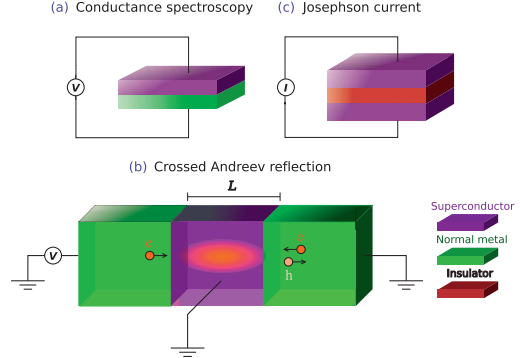 (a) Conductance spectroscopy
(c) Josephson current
V
I
(b) Crossed Andreev reflection
L
Superconductor
Normal metal
Insulator
e
e
h
V